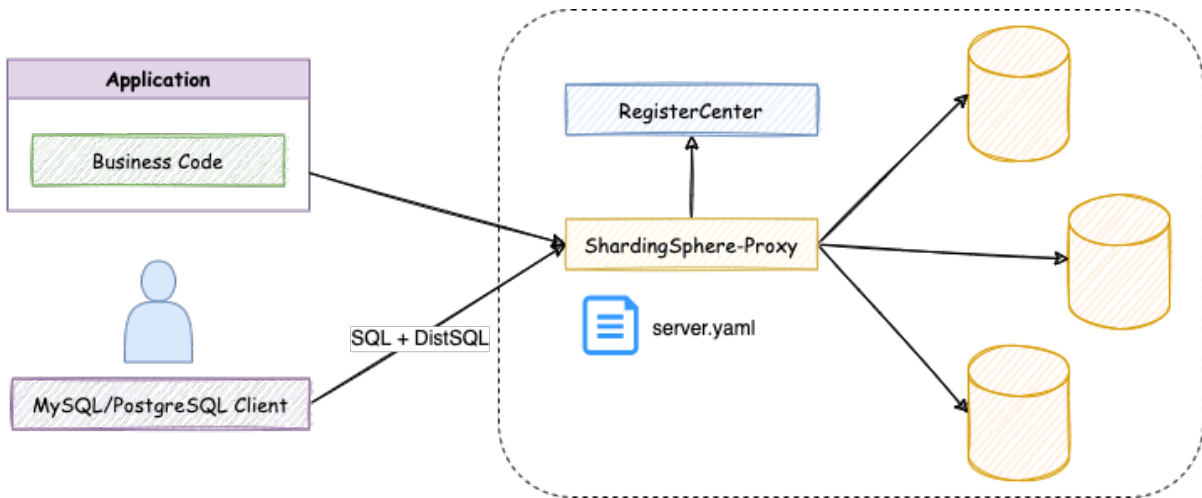 Application
Business Code
RegisterCenter
ShardingSphere-Proxy
server.yaml
SQL + DistSQL
MySQL/PostgreSQL Client